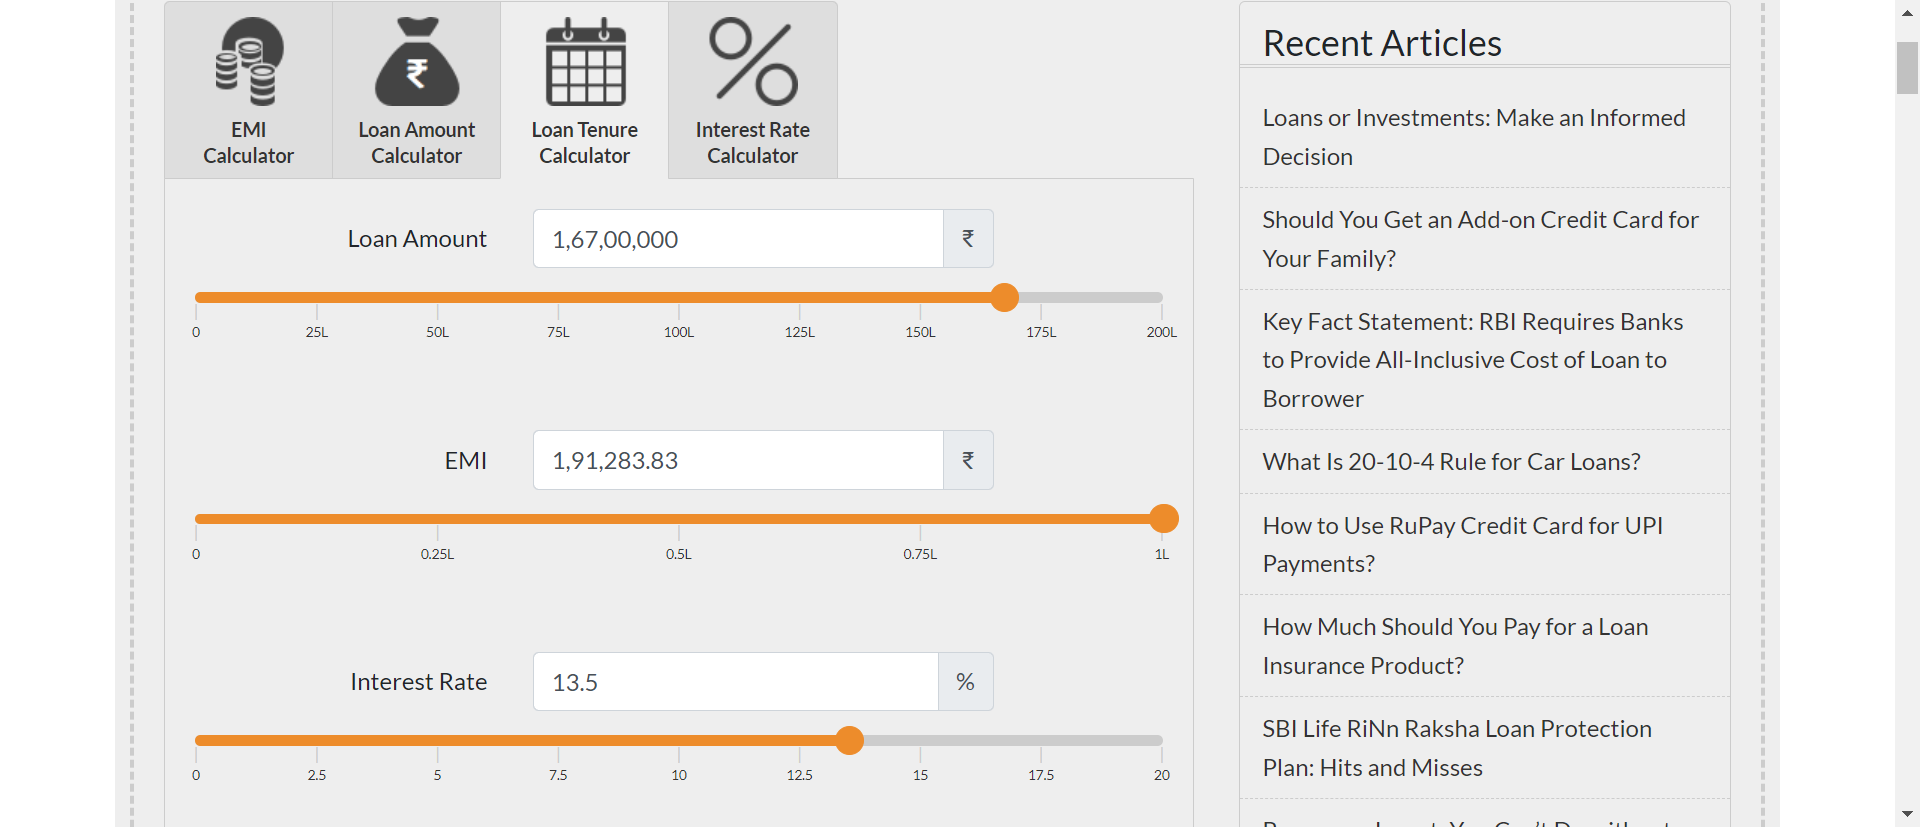 EMI
Calculator
₹
Loan Amount
Calculator
Loan Tenure
Calculator
Interest Rate
Calculator
Loan Amount
1,67,00,000
₹
0
25L
50L
75L
100L
125L
150L
175L
200L
EMI
1,91,283.83
₹
0
0.25L
0.5L
0.75L
1L
Interest Rate
13.5
%
0
2.5
5
7.5
10
12.5
15
17.5
20
Recent Articles
Loans or Investments: Make an Informed
Decision
Should You Get an Add-on Credit Card for
Your Family?
Key Fact Statement: RBI Requires Banks
to Provide All-Inclusive Cost of Loan to
Borrower
What Is 20-10-4 Rule for Car Loans?
How to Use RuPay Credit Card for UPI
Payments?
How Much Should You Pay for a Loan
Insurance Product?
SBI Life RiNn Raksha Loan Protection
Plan: Hits and Misses